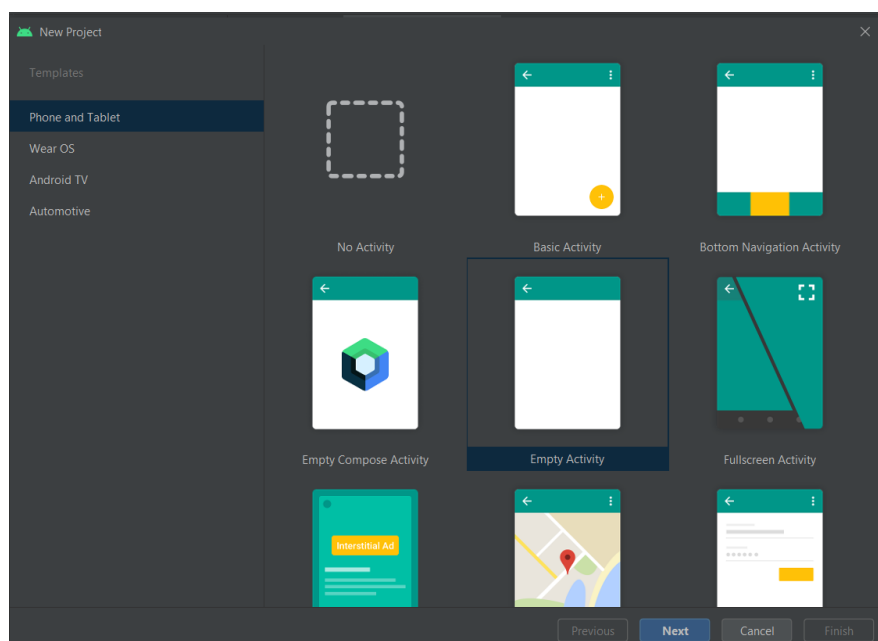 New Project
Templates
Phone and Tablet
Wear OS
Android TV
Automotive
No Activity
Basic Activity
Bottom Navigation Activity
Empty Compose Activity
Empty Activity
Fullscreen Activity
Interstitial Ad
Previous
Next
Cancel
Finish